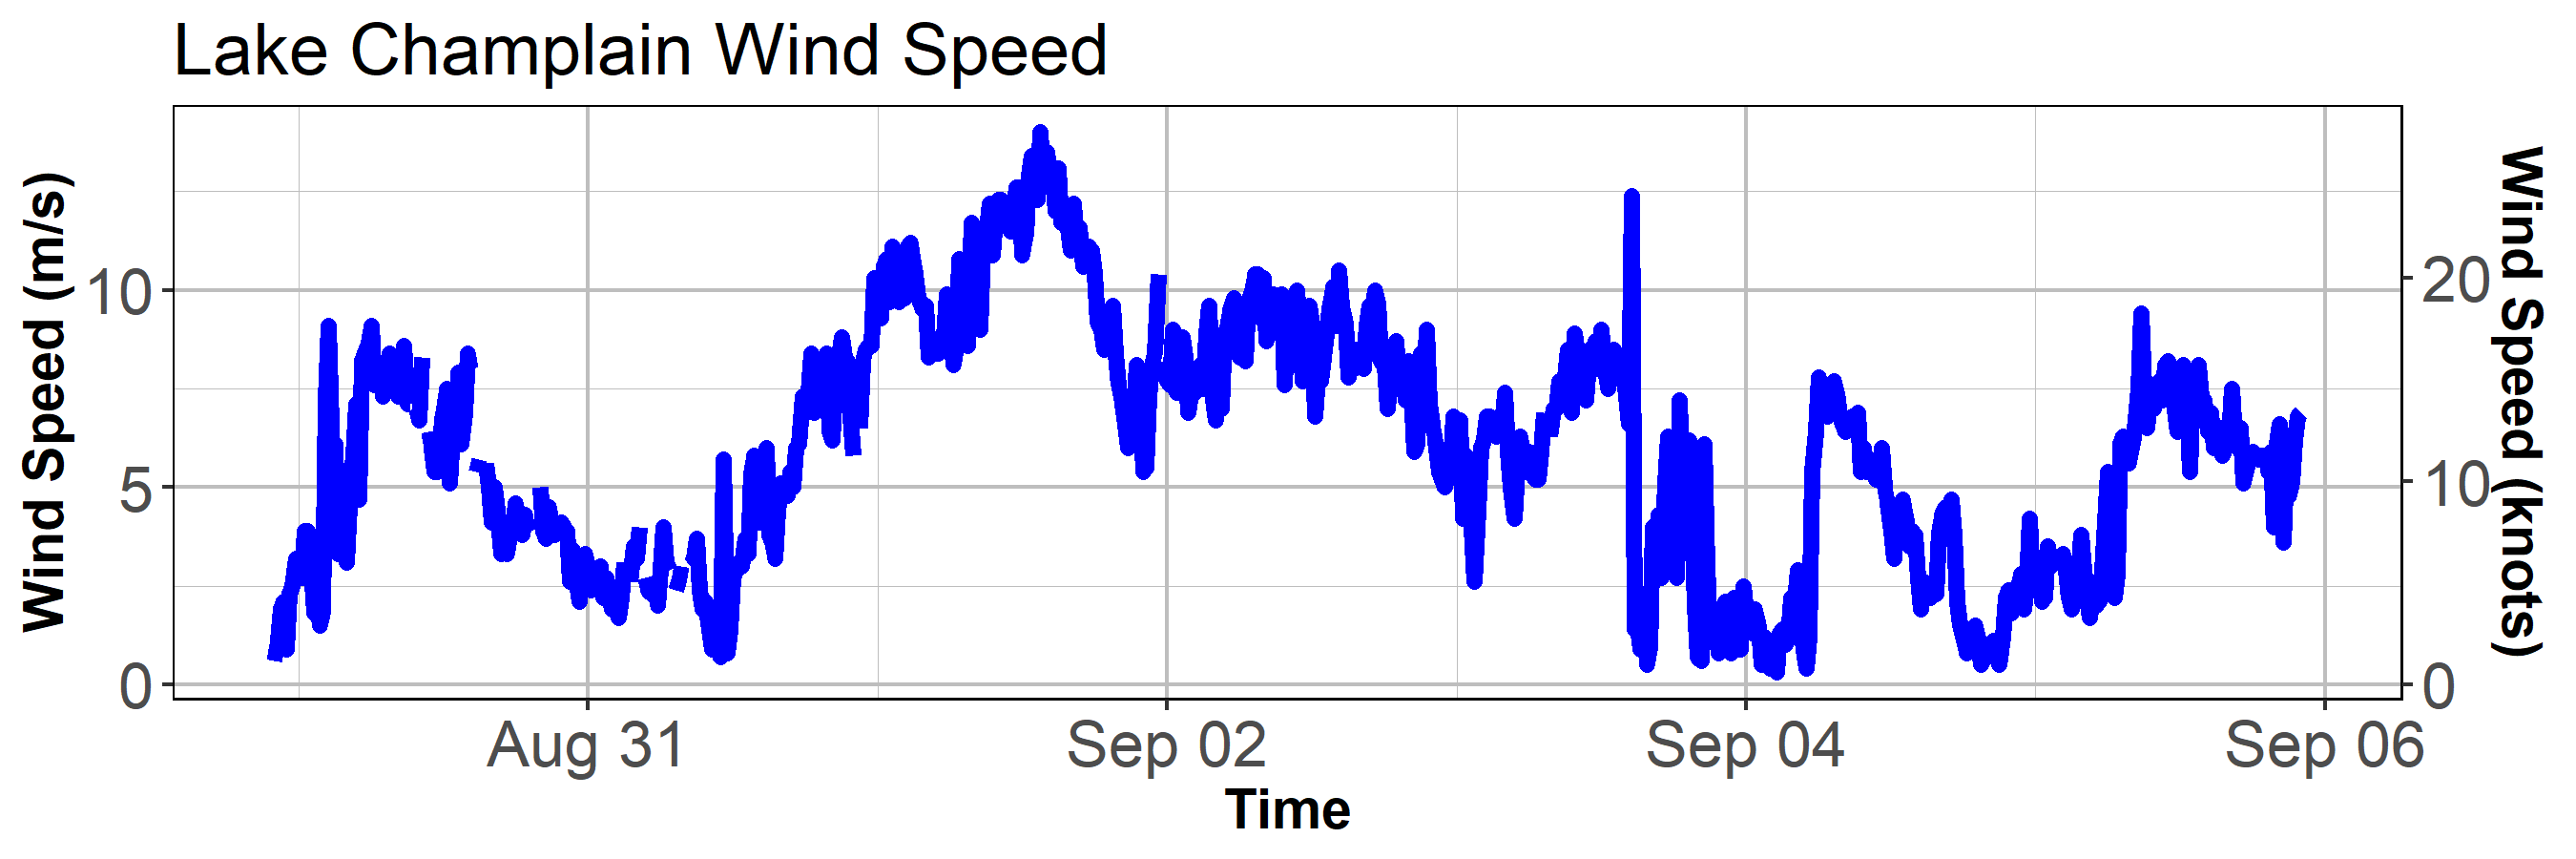 Lake Champlain Wind Speed
Wind Speed (m/s)
10
5
0
20
10
0
Wind Speed (knots)
Aug 31
Sep 02
Sep 04
Sep 06
Time